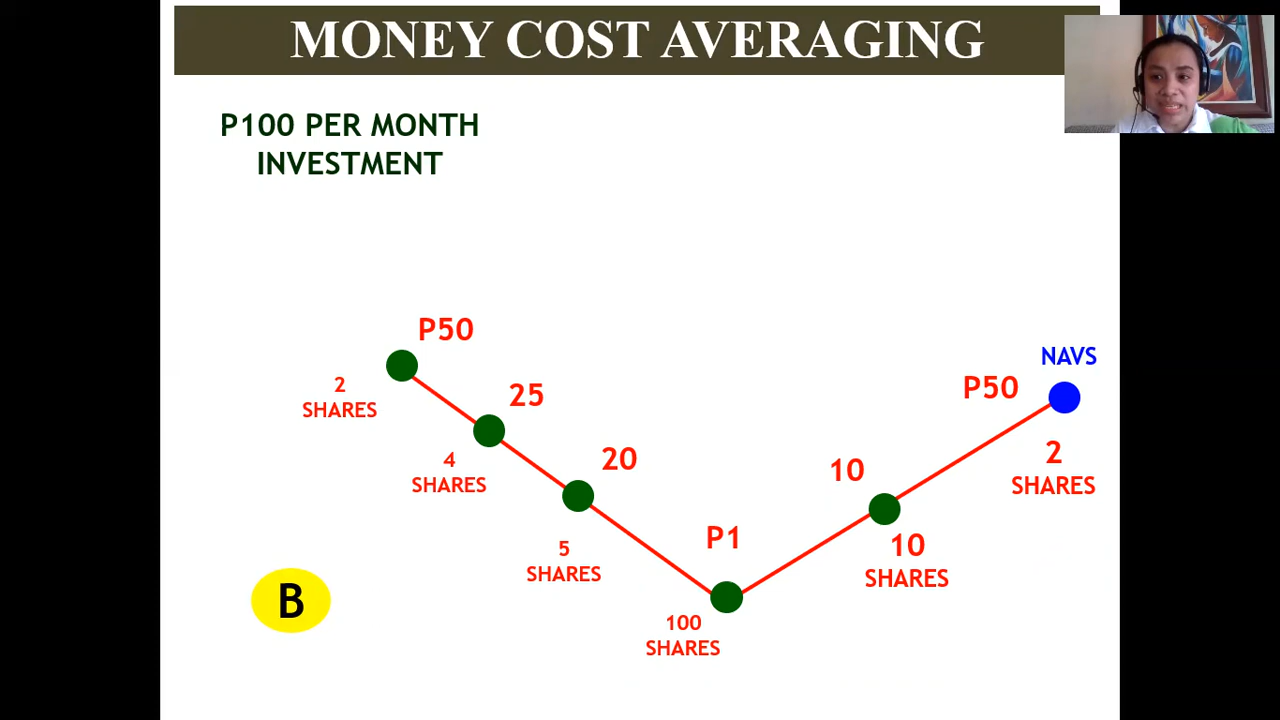 MONEY COST AVERAGING
P100 PER MONTH
INVESTMENT
P50
2
SHARES
25
4
SHARES
20
5
SHARES
P1
100
SHARES
10
10
SHARES
NAVS
P50
2
SHARES
B